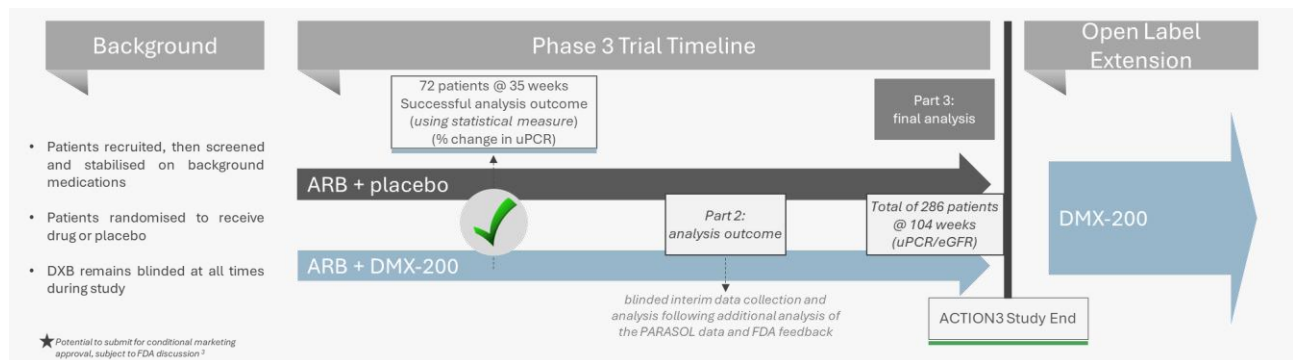 Background
Phase 3 Trial Timeline
Open Label
Extension
• Patients recruited, then screened
and stabilised on background
medications
• Patients randomised to receive
drug or placebo
• DXB remains blinded at all times
during study
★ Potential to submit for conditional marketing
approval, subject to FDA discussion ³
72 patients @ 35 weeks
Successful analysis outcome
(using statistical measure)
(% change in uPCR)
Part 3:
final analysis
ARB + placebo
Part 2:
analysis outcome
Total of 286 patients
@ 104 weeks
(uPCR/eGFR)
ARB + DMX-200
blinded interim data collection and
analysis following additional analysis of
the PARASOL data and FDA feedback
ACTION3 Study End
DMX-200